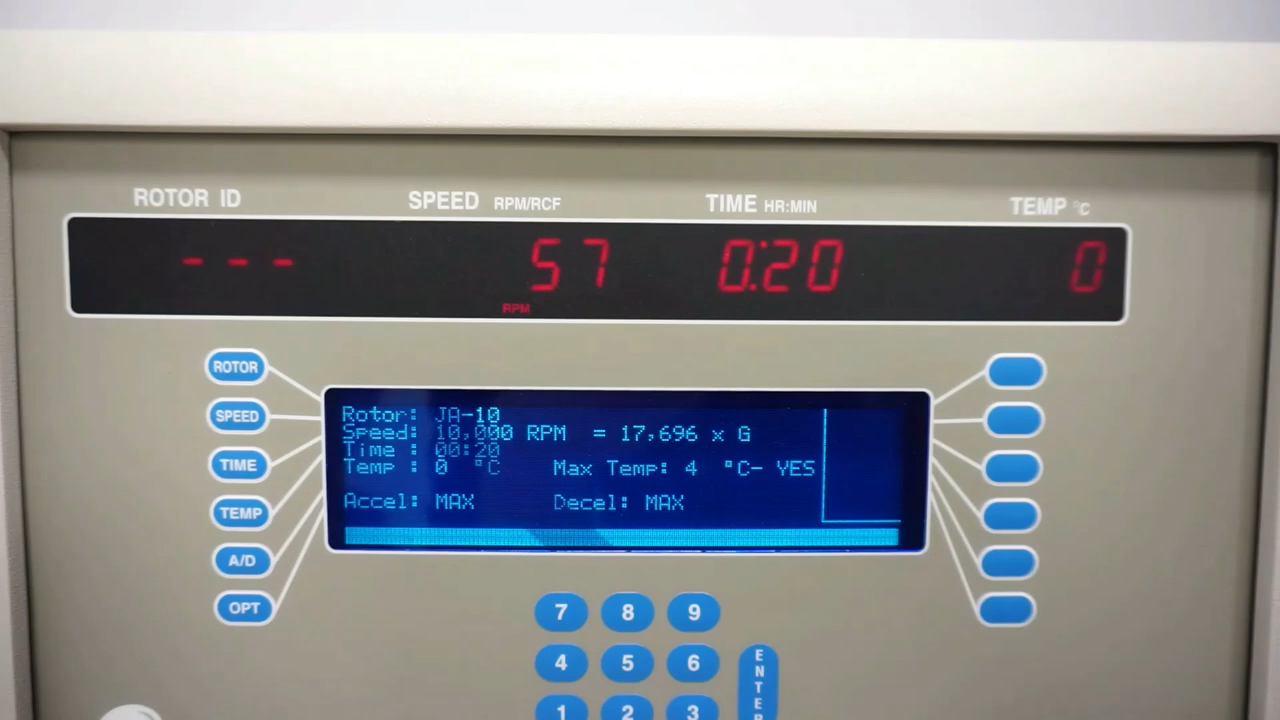 ROTOR ID SPEED RPM/RCF TIME HR:MIN TEMP °C
--- 57 0:20 0
RPM
ROTOR
SPEED
TIME
TEMP
A/D
OPT
Rotor: JA-10
Speed: 10,000 RPM = 17,696 x G
Time : 00:20
Temp : 0 °C Max Temp: 4 °C- YES
Accel: MAX Decel: MAX
7 8 9
4 5 6
1 2 3
ENTER